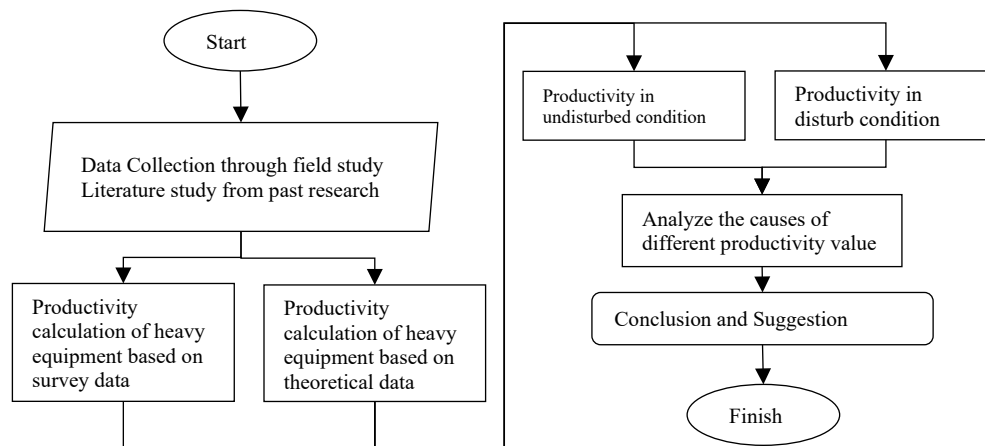 Start
Data Collection through field study
Literature study from past research
Productivity
calculation of heavy
equipment based on
survey data
Productivity
calculation of heavy
equipment based on
theoretical data
Productivity in
undisturbed condition
Productivity in
disturb condition
Analyze the causes of
different productivity value
Conclusion and Suggestion
Finish